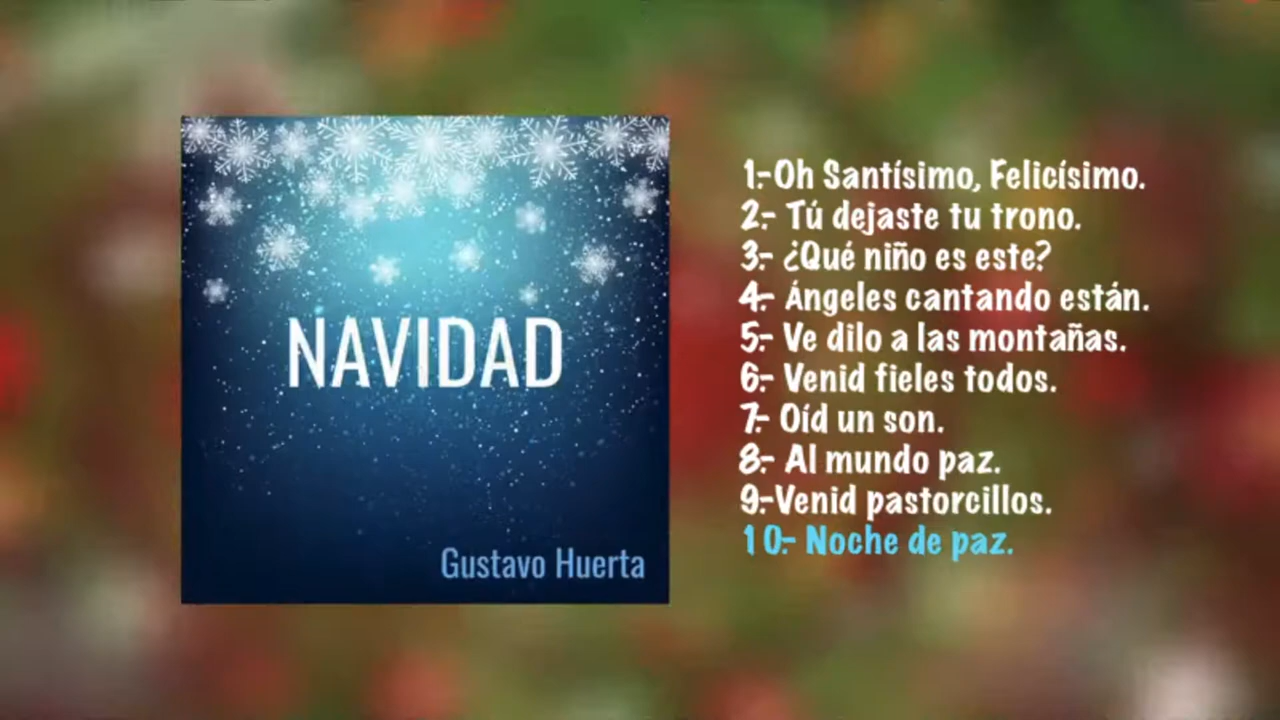 NAVIDAD
Gustavo Huerta
1.-Oh Santísimo, Felicísimo.
2.- Tú dejaste tu trono.
3.- ¿Qué niño es este?
4.- Ángeles cantando están.
5.- Ve dilo a las montañas.
6.- Venid fieles todos.
7.- Oíd un son.
8.- Al mundo paz.
9.-Venid pastorcillos.
10.- Noche de paz.